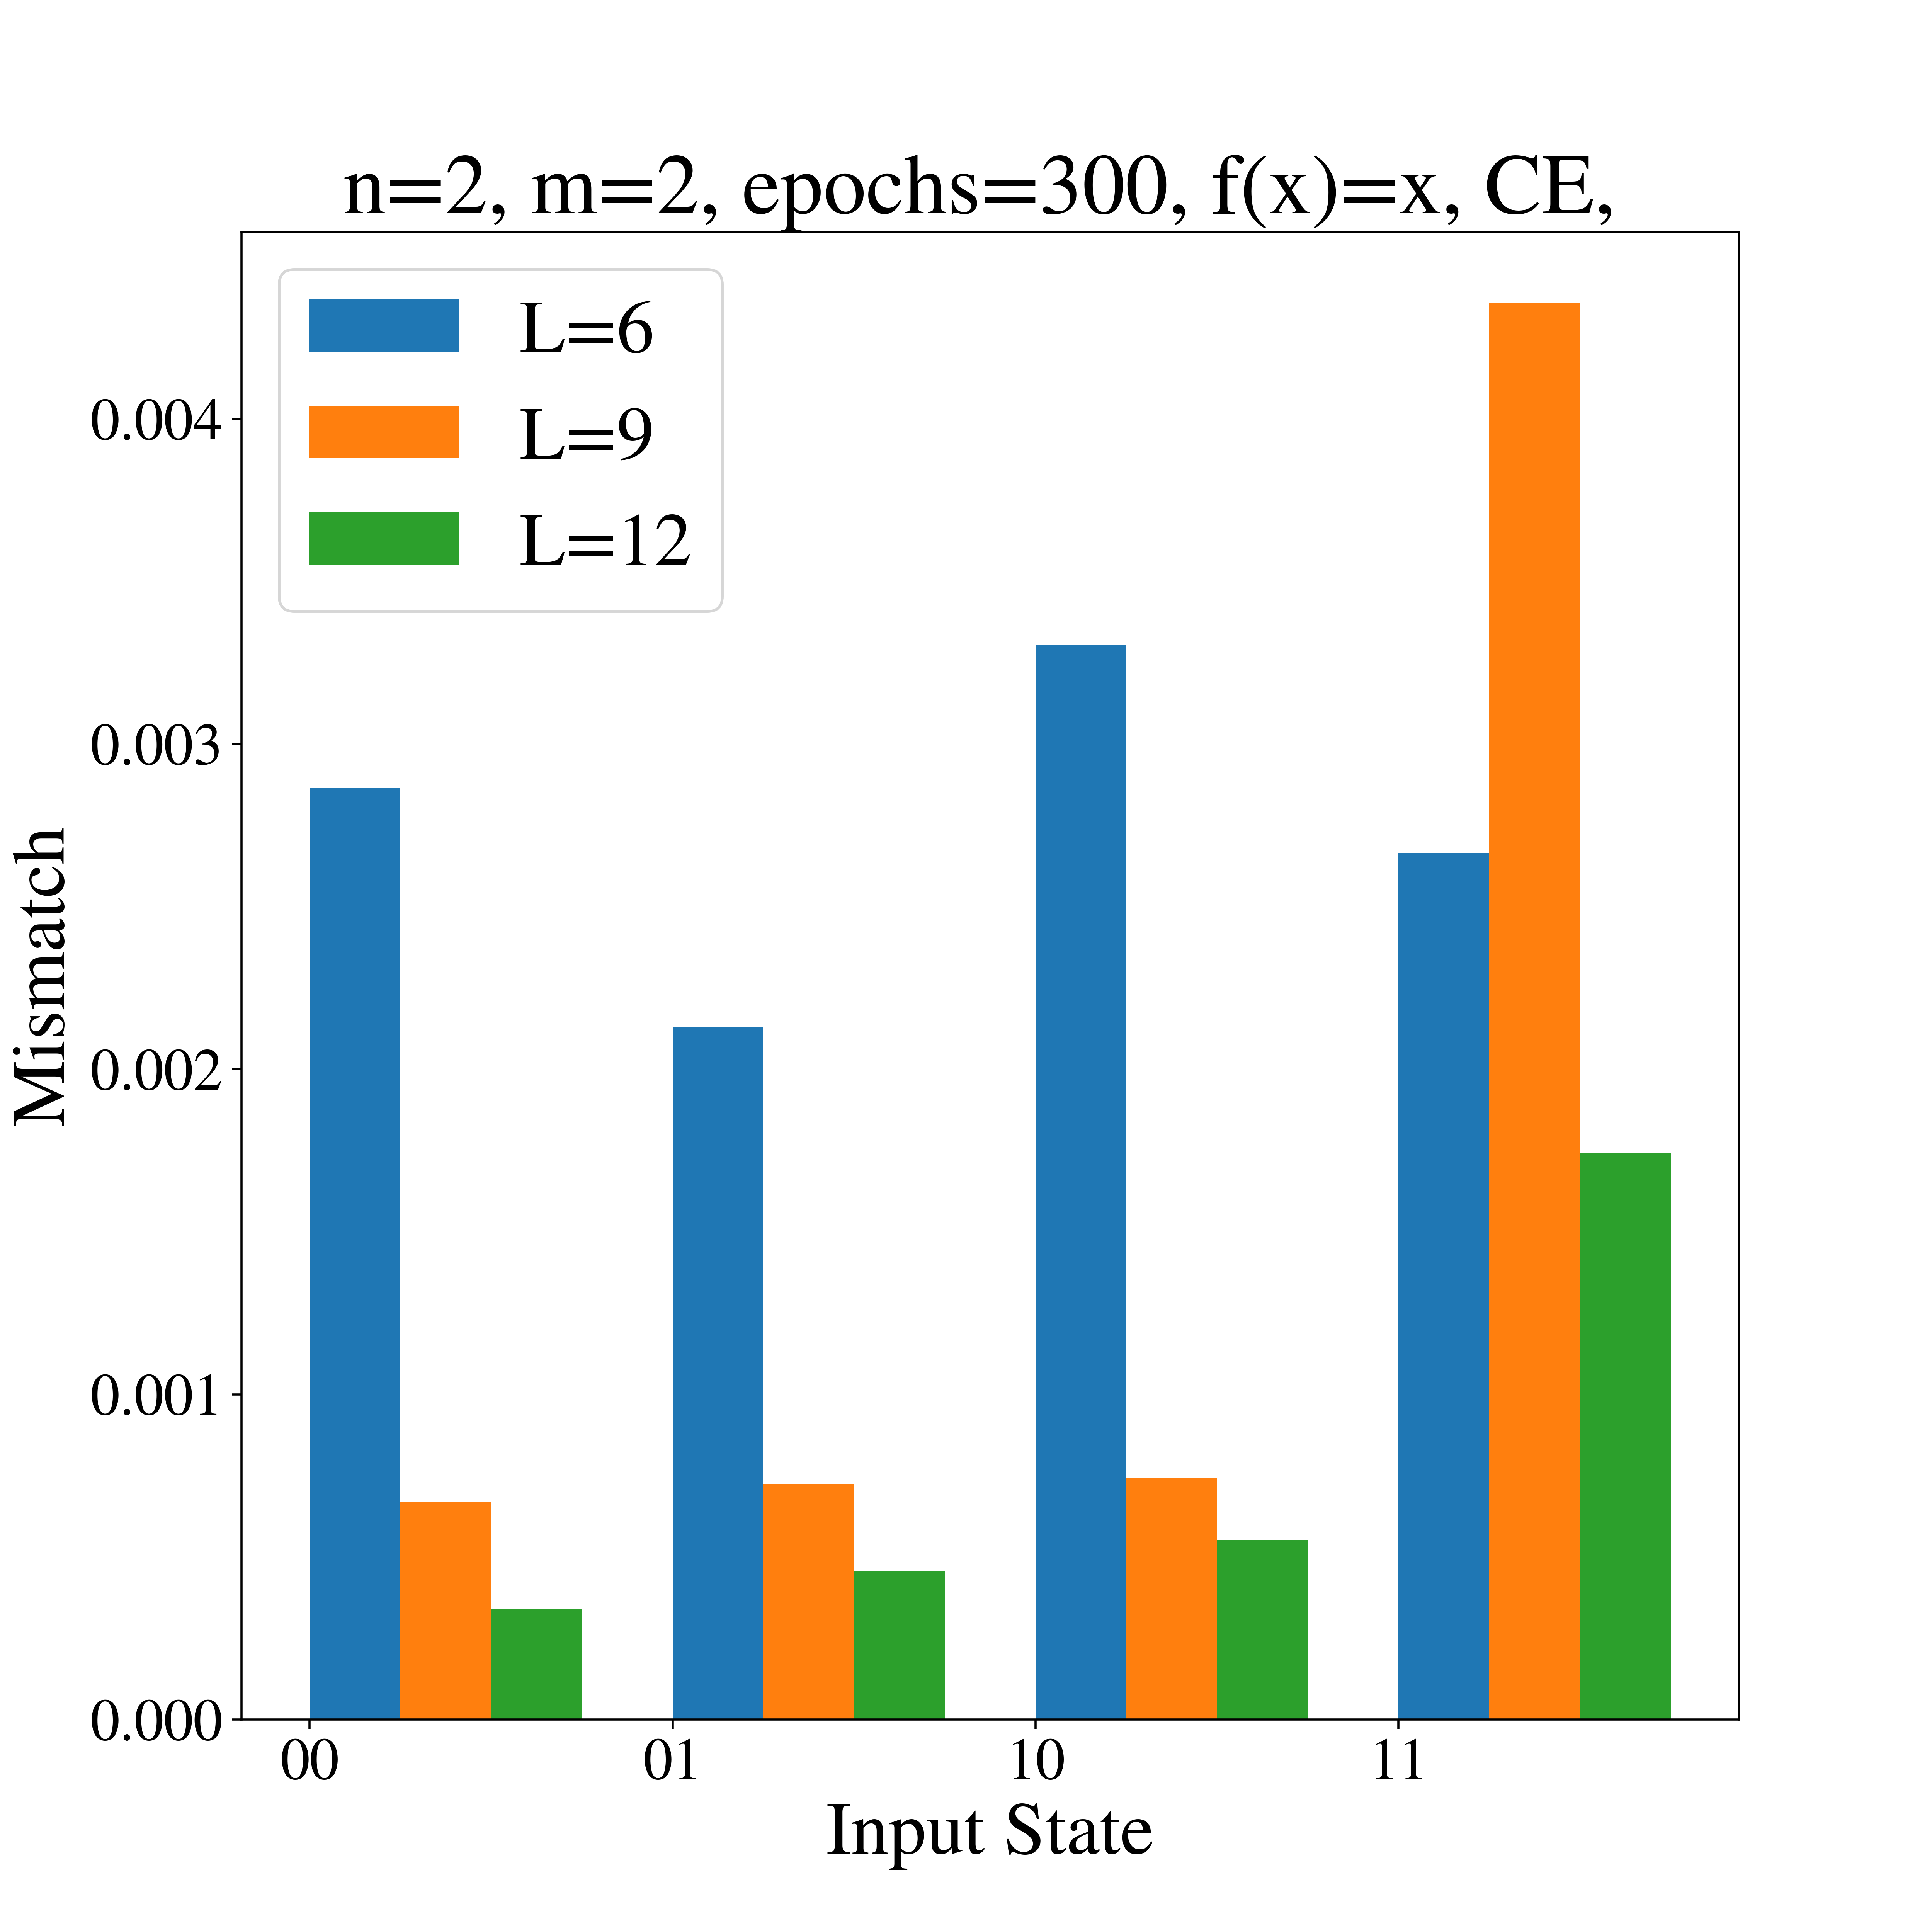 n=2, m=2, epochs=300, f(x)=x, CE,
L=6
L=9
L=12
0.004
0.003
0.002
0.001
0.000
Mismatch
00 01 10 11
Input State